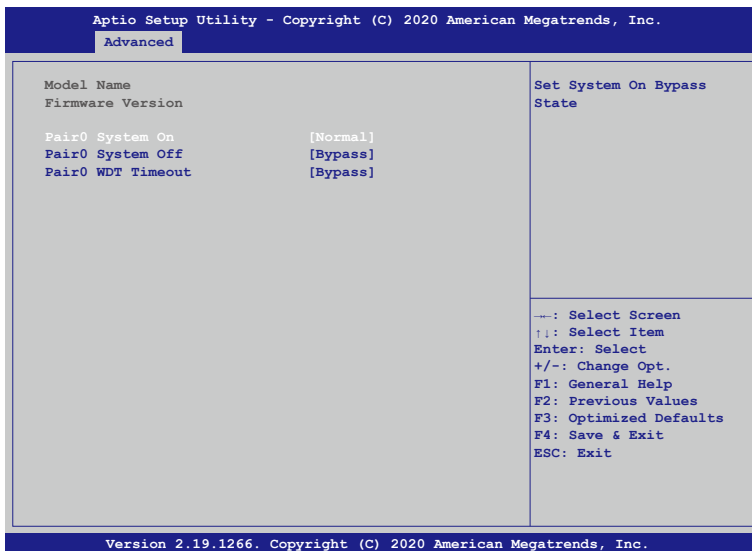 Aptio Setup Utility - Copyright (C) 2020 American Megatrends, Inc.
Advanced
Model Name
Firmware Version
Pair0 System On [Normal]
Pair0 System Off [Bypass]
Pair0 WDT Timeout [Bypass]
Set System On Bypass
State
→←: Select Screen
↑↓: Select Item
Enter: Select
+/-: Change Opt.
F1: General Help
F2: Previous Values
F3: Optimized Defaults
F4: Save & Exit
ESC: Exit
Version 2.19.1266. Copyright (C) 2020 American Megatrends, Inc.